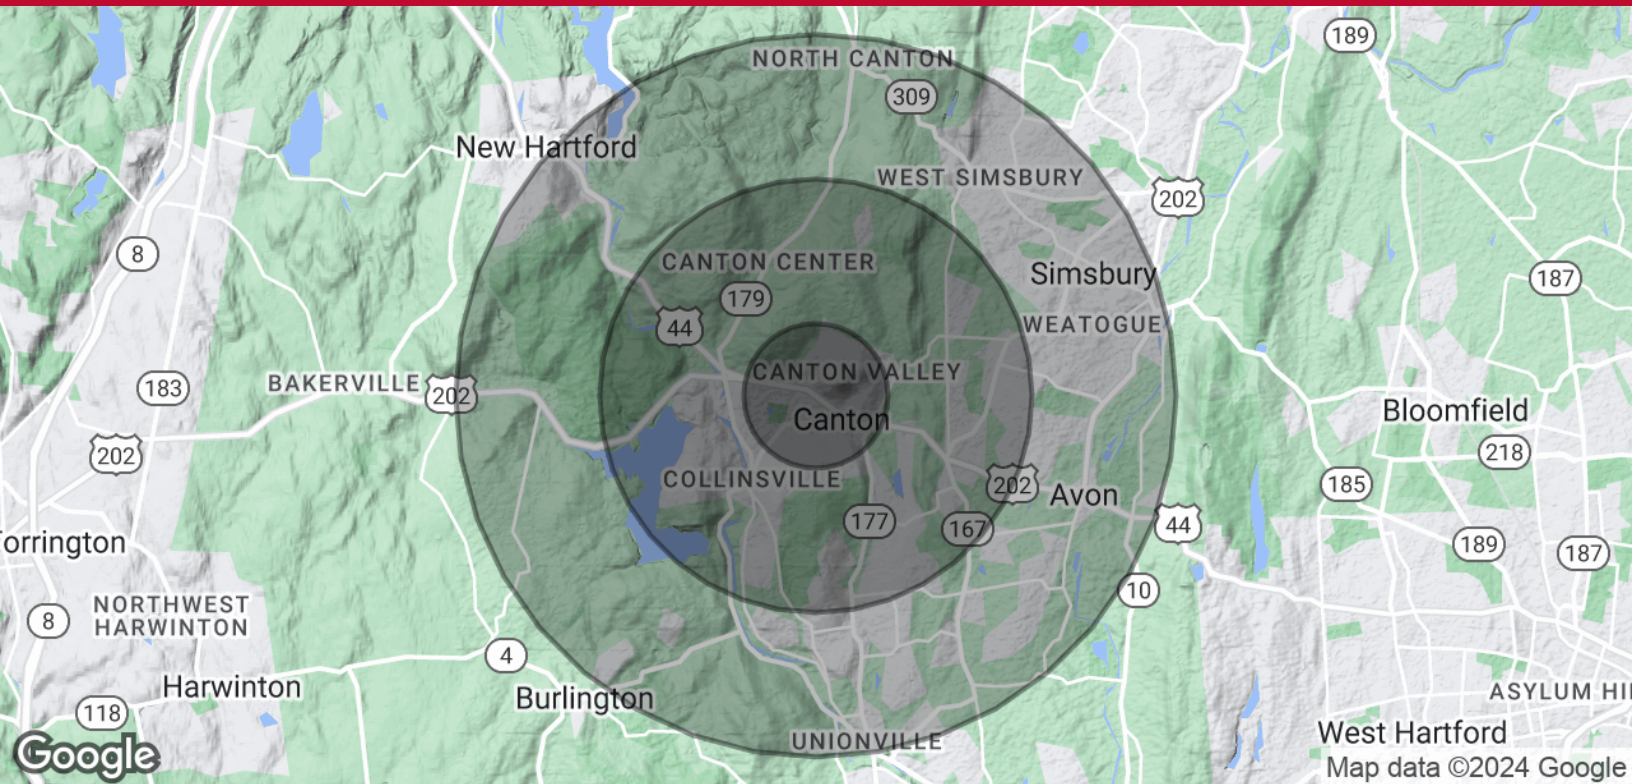 189
NORTH CANTON
309
New Hartford
WEST SIMSBURY
202
8
CANTON CENTER
Simsbury
187
179
44
WEATOGUE
CANTON VALLEY
BAKERVILLE
183
202
Canton
Bloomfield
202
218
COLLINSVILLE
202
185
Avon
177
167
44
orrington
189
187
10
NORTHWEST
HARWINTON
8
4
Harwinton
Burlington
ASYLUM HI
118
West Hartford
UNIONVILLE
Google
Map data ©2024 Google